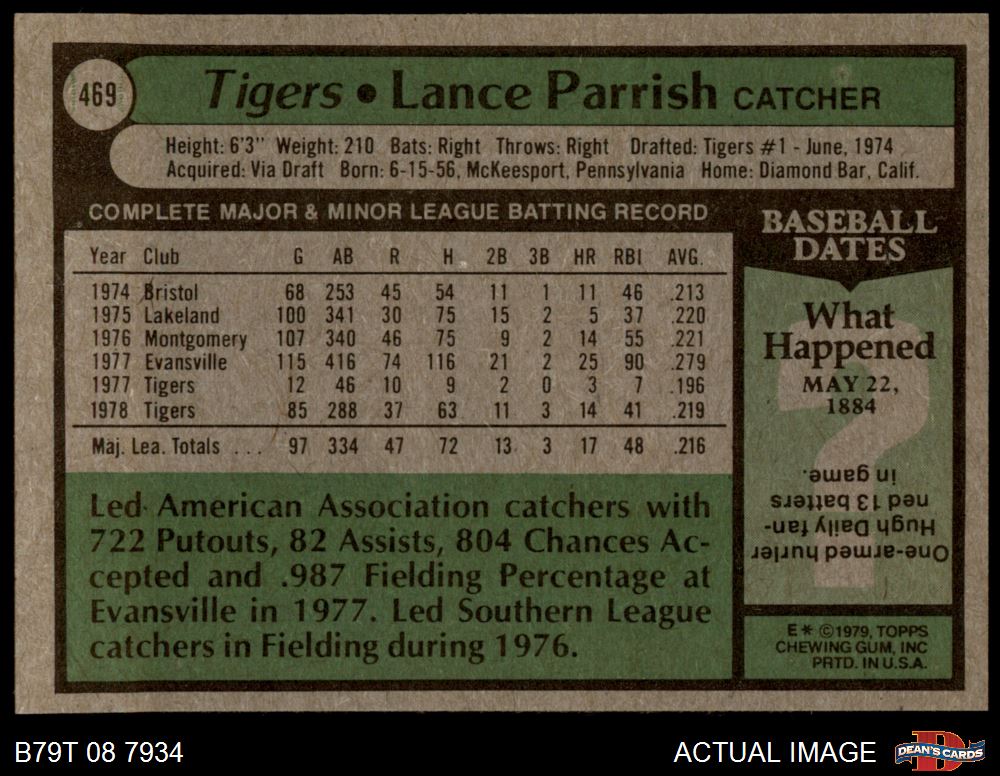 469
Tigers • Lance Parrish CATCHER
Height: 6'3" Weight: 210 Bats: Right Throws: Right Drafted: Tigers #1 - June, 1974
Acquired: Via Draft Born: 6-15-56, McKeesport, Pennsylvania Home: Diamond Bar, Calif.
COMPLETE MAJOR & MINOR LEAGUE BATTING RECORD
Year Club G AB R H 2B 3B HR RBI AVG.
1974 Bristol 68 253 45 54 11 1 11 46 .213
1975 Lakeland 100 341 30 75 15 2 5 37 .220
1976 Montgomery 107 340 46 75 9 2 14 55 .221
1977 Evansville 115 416 74 116 21 2 25 90 .279
1977 Tigers 12 46 10 9 2 0 3 7 .196
1978 Tigers 85 288 37 63 11 3 14 41 .219
Maj. Lea. Totals ... 97 334 47 72 13 3 17 48 .216
Led American Association catchers with
722 Putouts, 82 Assists, 804 Chances Ac-
cepted and .987 Fielding Percentage at
Evansville in 1977. Led Southern League
catchers in Fielding during 1976.
BASEBALL
DATES
What
Happened
MAY 22,
1884
One-armed hurler
Hugh Daily fan-
ned 13 batters
in game.
E* ©1979, TOPPS
CHEWING GUM, INC
PRTD. IN U.S.A.
B79T 08 7934
ACTUAL IMAGE
DEAN'S CARDS